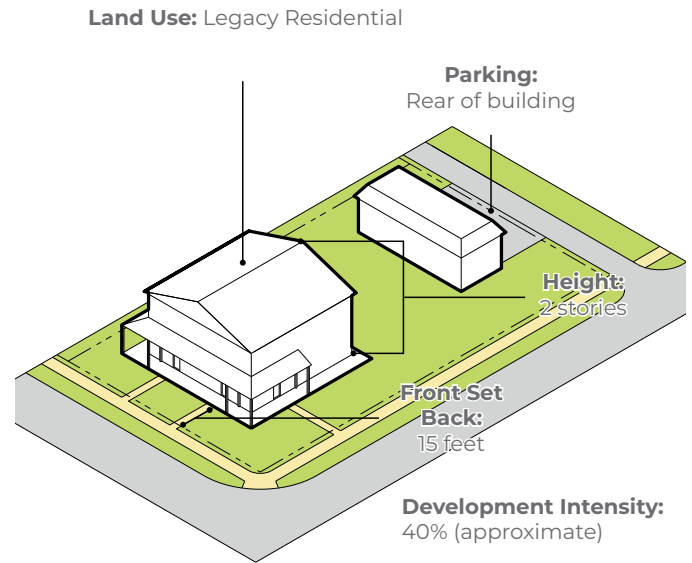 Land Use: Legacy Residential
Parking:
Rear of building
Height:
2 stories
Front Set
Back:
15 feet
Development Intensity:
40% (approximate)